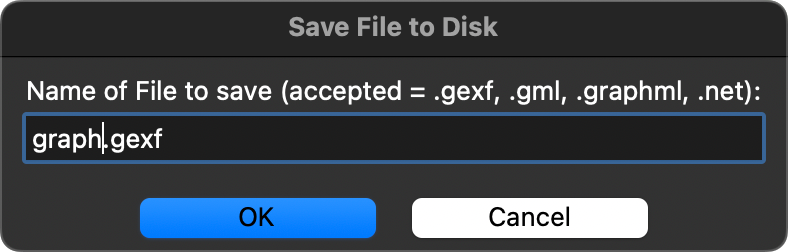 Save File to Disk
Name of File to save (accepted = .gexf, .gml, .graphml, .net):
graph.gexf
OK
Cancel